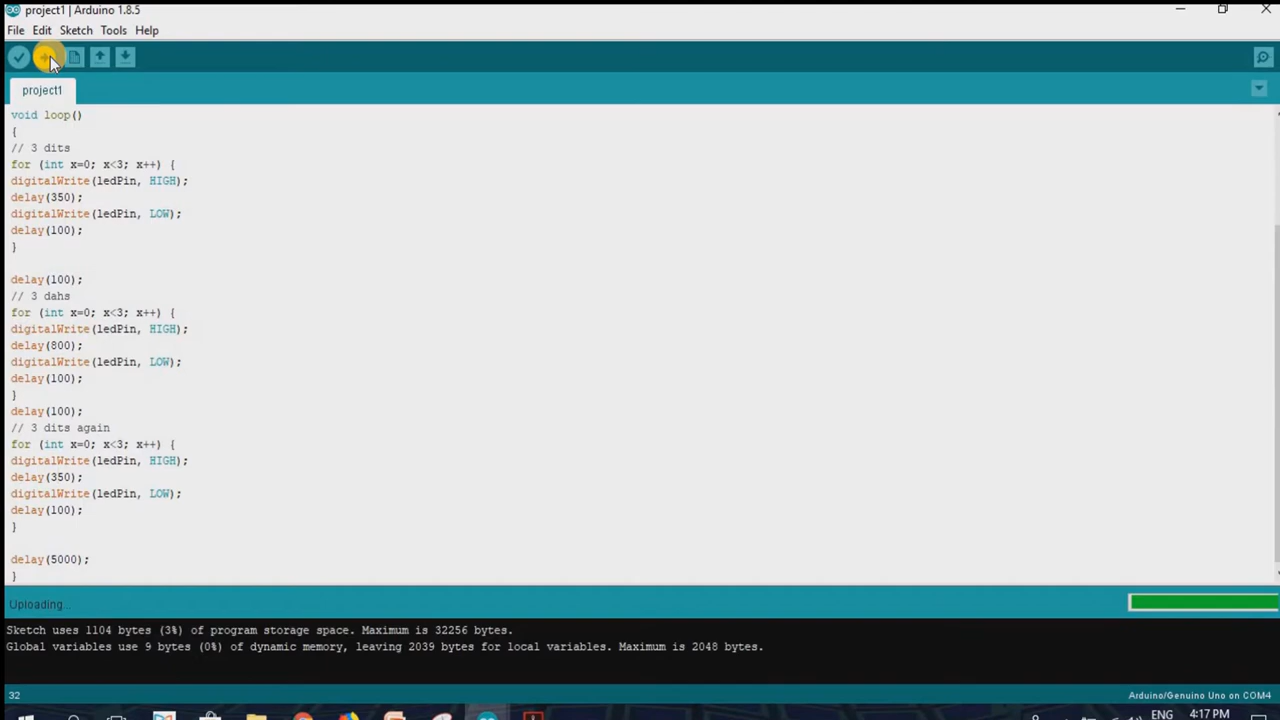 project1 | Arduino 1.8.5
File Edit Sketch Tools Help
project1
void loop()
{
// 3 dits
for (int x=0; x<3; x++) {
digitalWrite(ledPin, HIGH);
delay(350);
digitalWrite(ledPin, LOW);
delay(100);
}
delay(100);
// 3 dahs
for (int x=0; x<3; x++) {
digitalWrite(ledPin, HIGH);
delay(800);
digitalWrite(ledPin, LOW);
delay(100);
}
delay(100);
// 3 dits again
for (int x=0; x<3; x++) {
digitalWrite(ledPin, HIGH);
delay(350);
digitalWrite(ledPin, LOW);
delay(100);
}
delay(5000);
}
Uploading...
Sketch uses 1104 bytes (3%) of program storage space. Maximum is 32256 bytes.
Global variables use 9 bytes (0%) of dynamic memory, leaving 2039 bytes for local variables. Maximum is 2048 bytes.
32 Arduino/Genuino Uno on COM4
ENG 4:17 PM